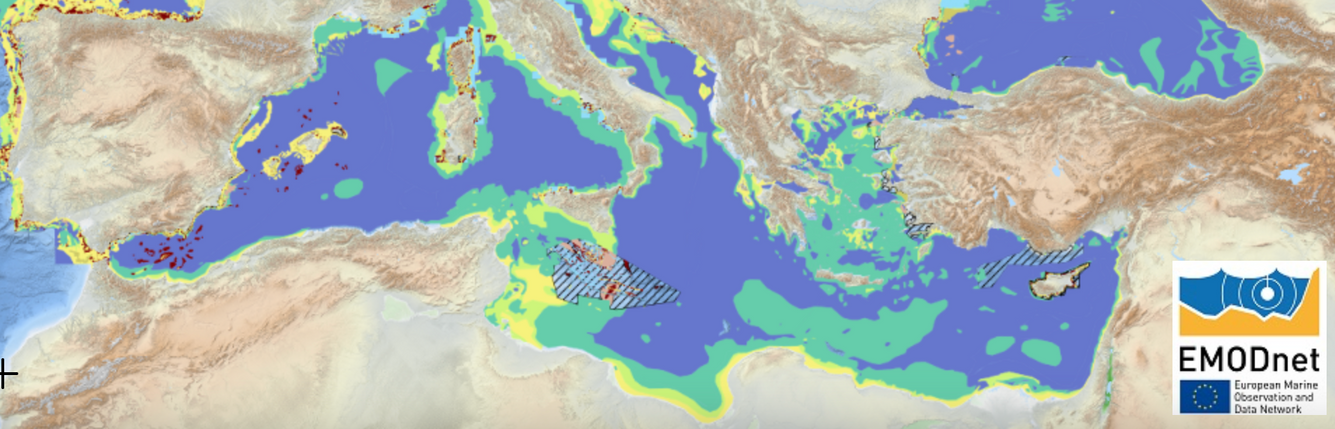 EMODnet
European Marine
Observation and
Data Network